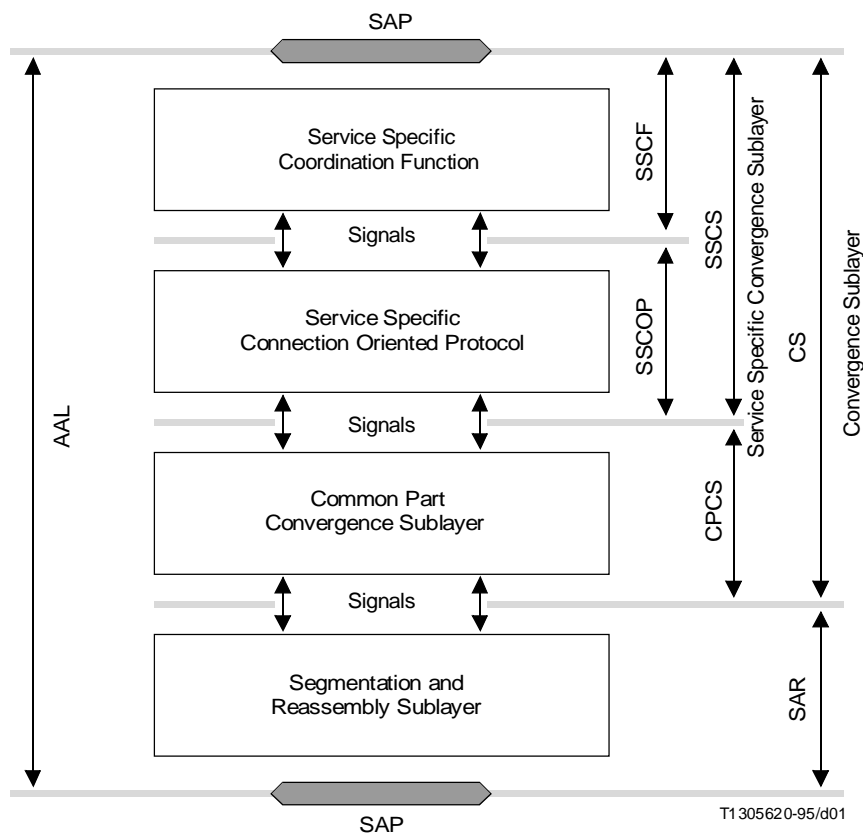 SAP
Service Specific
Coordination Function
SSCF
Signals
SSCS
Service Specific Convergence Sublayer
Service Specific
Connection Oriented Protocol
SSCOP
CS
Convergence Sublayer
AAL
Signals
Common Part
Convergence Sublayer
CPCS
Signals
Segmentation and
Reassembly Sublayer
SAR
SAP
T1305620-95/d01